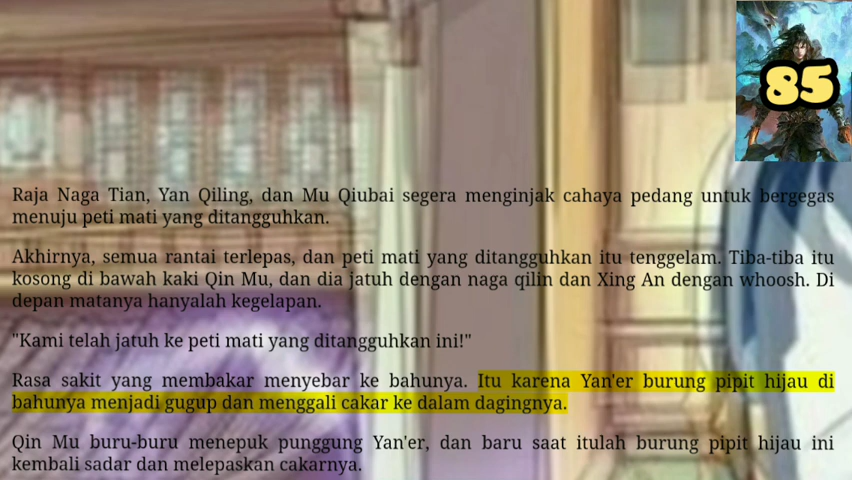 85
Raja Naga Tian, Yan Qiling, dan Mu Qiubai segera menginjak cahaya pedang untuk bergegas
menuju peti mati yang ditangguhkan.
Akhirnya, semua rantai terlepas, dan peti mati yang ditangguhkan itu tenggelam. Tiba-tiba itu
kosong di bawah kaki Qin Mu, dan dia jatuh dengan naga qilin dan Xing An dengan whoosh. Di
depan matanya hanyalah kegelapan.
"Kami telah jatuh ke peti mati yang ditangguhkan ini!"
Rasa sakit yang membakar menyebar ke bahunya. Itu karena Yan'er burung pipit hijau di
bahunya menjadi gugup dan menggali cakar ke dalam dagingnya.
Qin Mu buru-buru menepuk punggung Yan'er, dan baru saat itulah burung pipit hijau ini
kembali sadar dan melepaskan cakarnya.